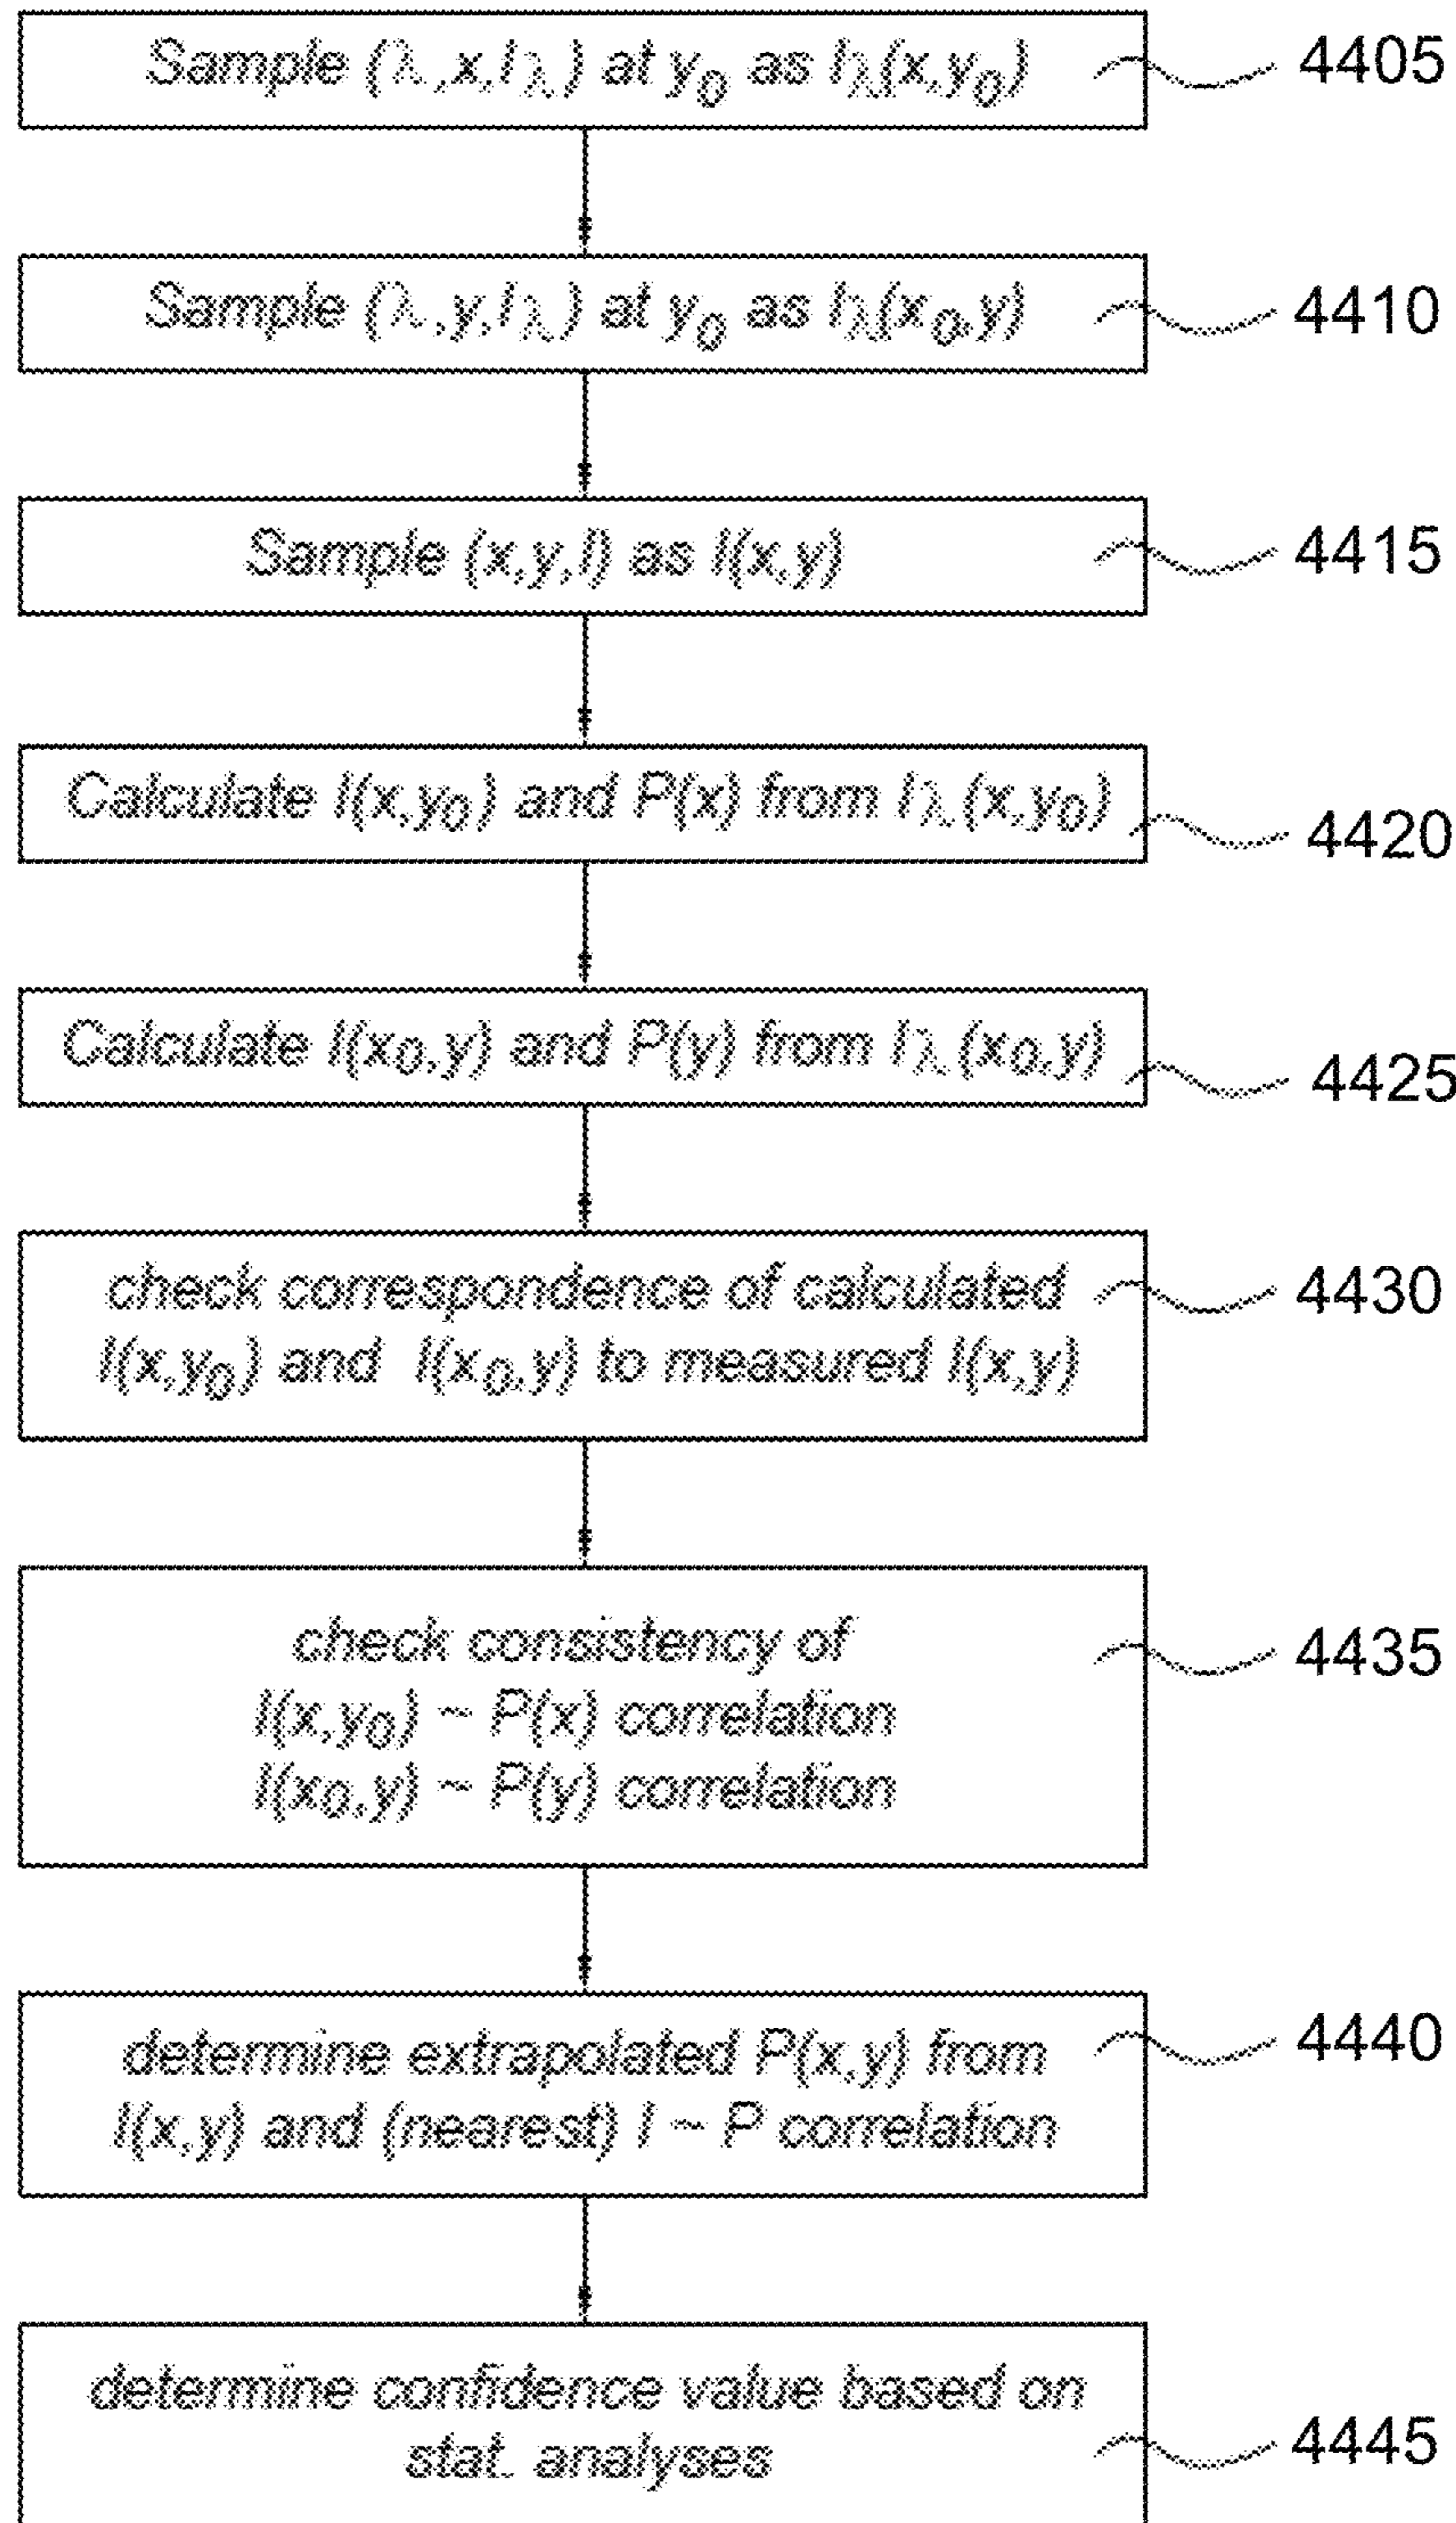 Sample (λ,x,Iλ) at y₀ as Iλ(x,y₀)
4405
Sample (λ,y,Iλ) at y₀ as Iλ(x₀,y)
4410
Sample (x,y,I) as I(x,y)
4415
Calculate I(x,y₀) and P(x) from Iλ(x,y₀)
4420
Calculate I(x₀,y) and P(y) from Iλ(x₀,y)
4425
check correspondence of calculated
I(x,y₀) and I(x₀,y) to measured I(x,y)
4430
check consistency of
I(x,y₀) ~ P(x) correlation
I(x₀,y) ~ P(y) correlation
4435
determine extrapolated P(x,y) from
I(x,y) and (nearest) I ~ P correlation
4440
determine confidence value based on
stat. analyses
4445